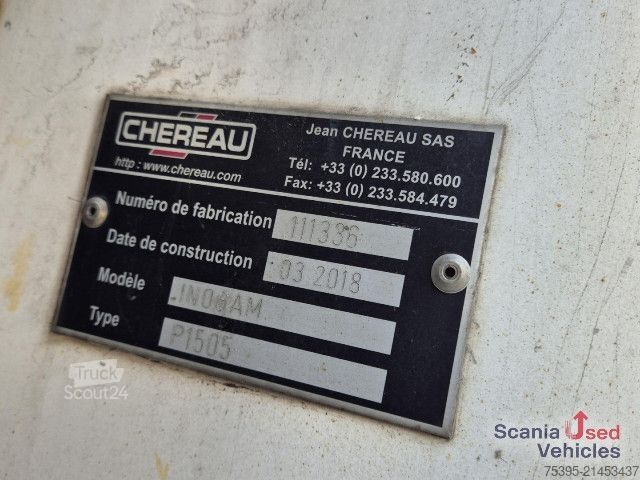 CHEREAU
http : www.chereau.com
Jean CHEREAU SAS
FRANCE
Tél: +33 (0) 233.580.600
Fax: +33 (0) 233.584.479
Numéro de fabrication 111336
Date de construction 03 2018
Modèle INOGAM
Type P1505
Truck
Scout24
Scania Used
Vehicles
75395-21453437